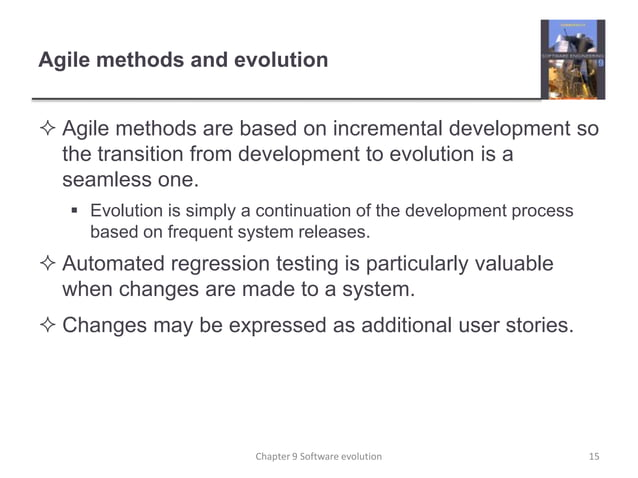 Agile methods and evolution
SOFTWARE ENGINEERING
9
✧ Agile methods are based on incremental development so
the transition from development to evolution is a
seamless one.
▪ Evolution is simply a continuation of the development process
based on frequent system releases.
✧ Automated regression testing is particularly valuable
when changes are made to a system.
✧ Changes may be expressed as additional user stories.
Chapter 9 Software evolution
15